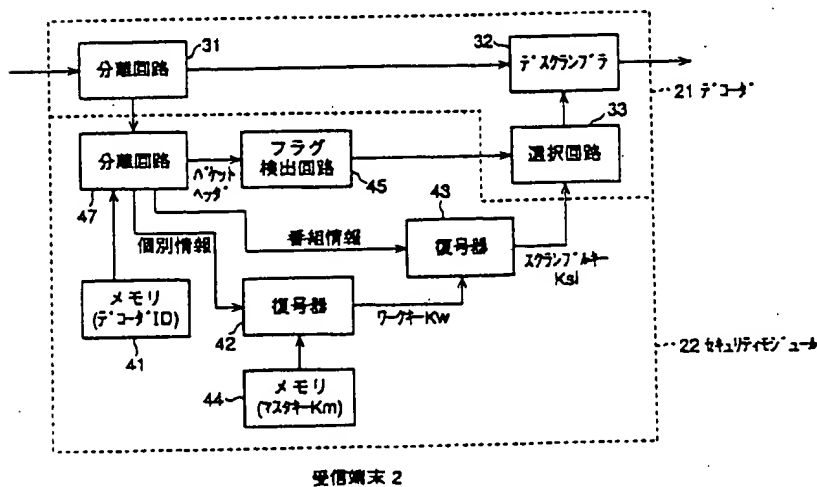 31
分離回路
32
デスクランブラ
21 デコーダ
33
選択回路
分離回路
47
パケット
ヘッダ
フラグ
検出回路
45
43
復号器
番組情報
個別情報
スクランブルキー
Ksi
メモリ
(デコーダID)
41
復号器
42
ワークキーKw
22 セキュリティモジュール
44
メモリ
(マスタキーKm)
受信端末 2